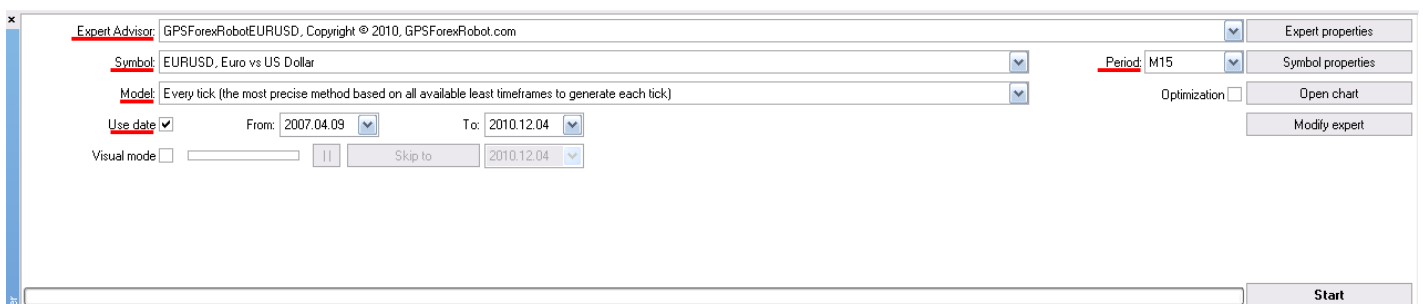 Expert Advisor: GPSForexRobotEURUSD, Copyright © 2010, GPSForexRobot.com Expert properties
Symbol: EURUSD, Euro vs US Dollar Period: M15 Symbol properties
Model: Every tick (the most precise method based on all available least timeframes to generate each tick) Optimization Open chart
Use date From: 2007.04.09 To: 2010.12.04 Modify expert
Visual mode Skip to 2010.12.04
Start